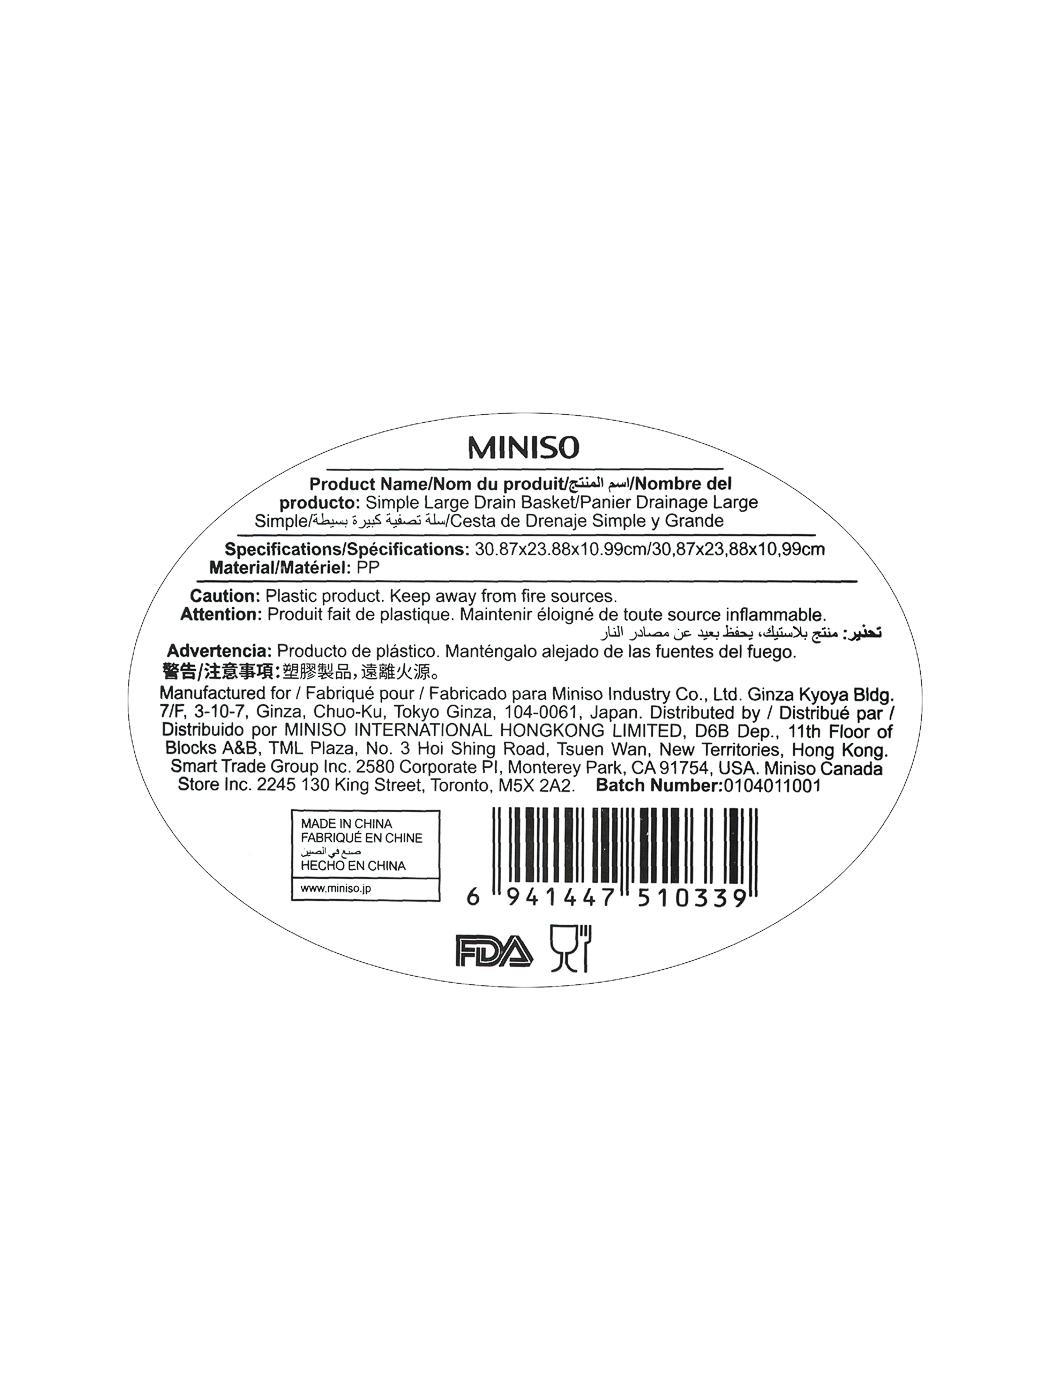 MINISO
Product Name/Nom du produit/اسم المنتج/Nombre del
producto: Simple Large Drain Basket/Panier Drainage Large
Simple/سلة تصفية كبيرة بسيطة/Cesta de Drenaje Simple y Grande
Specifications/Spécifications: 30.87x23.88x10.99cm/30,87x23,88x10,99cm
Material/Matériel: PP
Caution: Plastic product. Keep away from fire sources.
Attention: Produit fait de plastique. Maintenir éloigné de toute source inflammable.
تحذير: منتج بلاستيك، يحفظ بعيد عن مصادر النار
Advertencia: Producto de plástico. Manténgalo alejado de las fuentes del fuego.
警告/注意事項:塑膠製品,遠離火源。
Manufactured for / Fabriqué pour / Fabricado para Miniso Industry Co., Ltd. Ginza Kyoya Bldg.
7/F, 3-10-7, Ginza, Chuo-Ku, Tokyo Ginza, 104-0061, Japan. Distributed by / Distribué par /
Distribuido por MINISO INTERNATIONAL HONGKONG LIMITED, D6B Dep., 11th Floor of
Blocks A&B, TML Plaza, No. 3 Hoi Shing Road, Tsuen Wan, New Territories, Hong Kong.
Smart Trade Group Inc. 2580 Corporate Pl, Monterey Park, CA 91754, USA. Miniso Canada
Store Inc. 2245 130 King Street, Toronto, M5X 2A2. Batch Number:0104011001
MADE IN CHINA
FABRIQUÉ EN CHINE
صنع في الصين
HECHO EN CHINA
www.miniso.jp
6 941447 510339
FDA